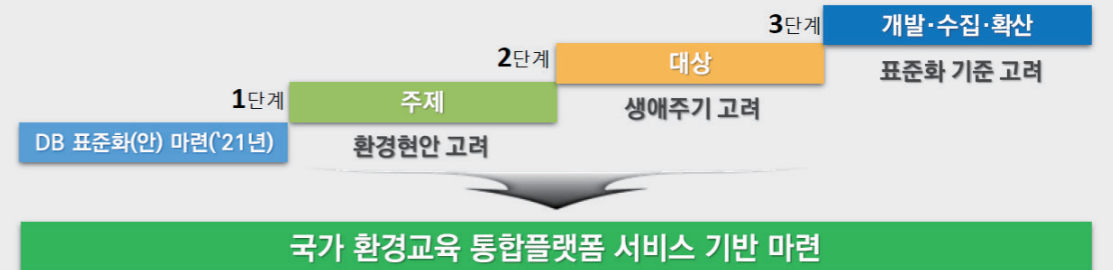 3단계
개발·수집·확산
표준화 기준 고려
2단계
대상
생애주기 고려
1단계
주제
환경현안 고려
DB 표준화(안) 마련(‘21년)
국가 환경교육 통합플랫폼 서비스 기반 마련